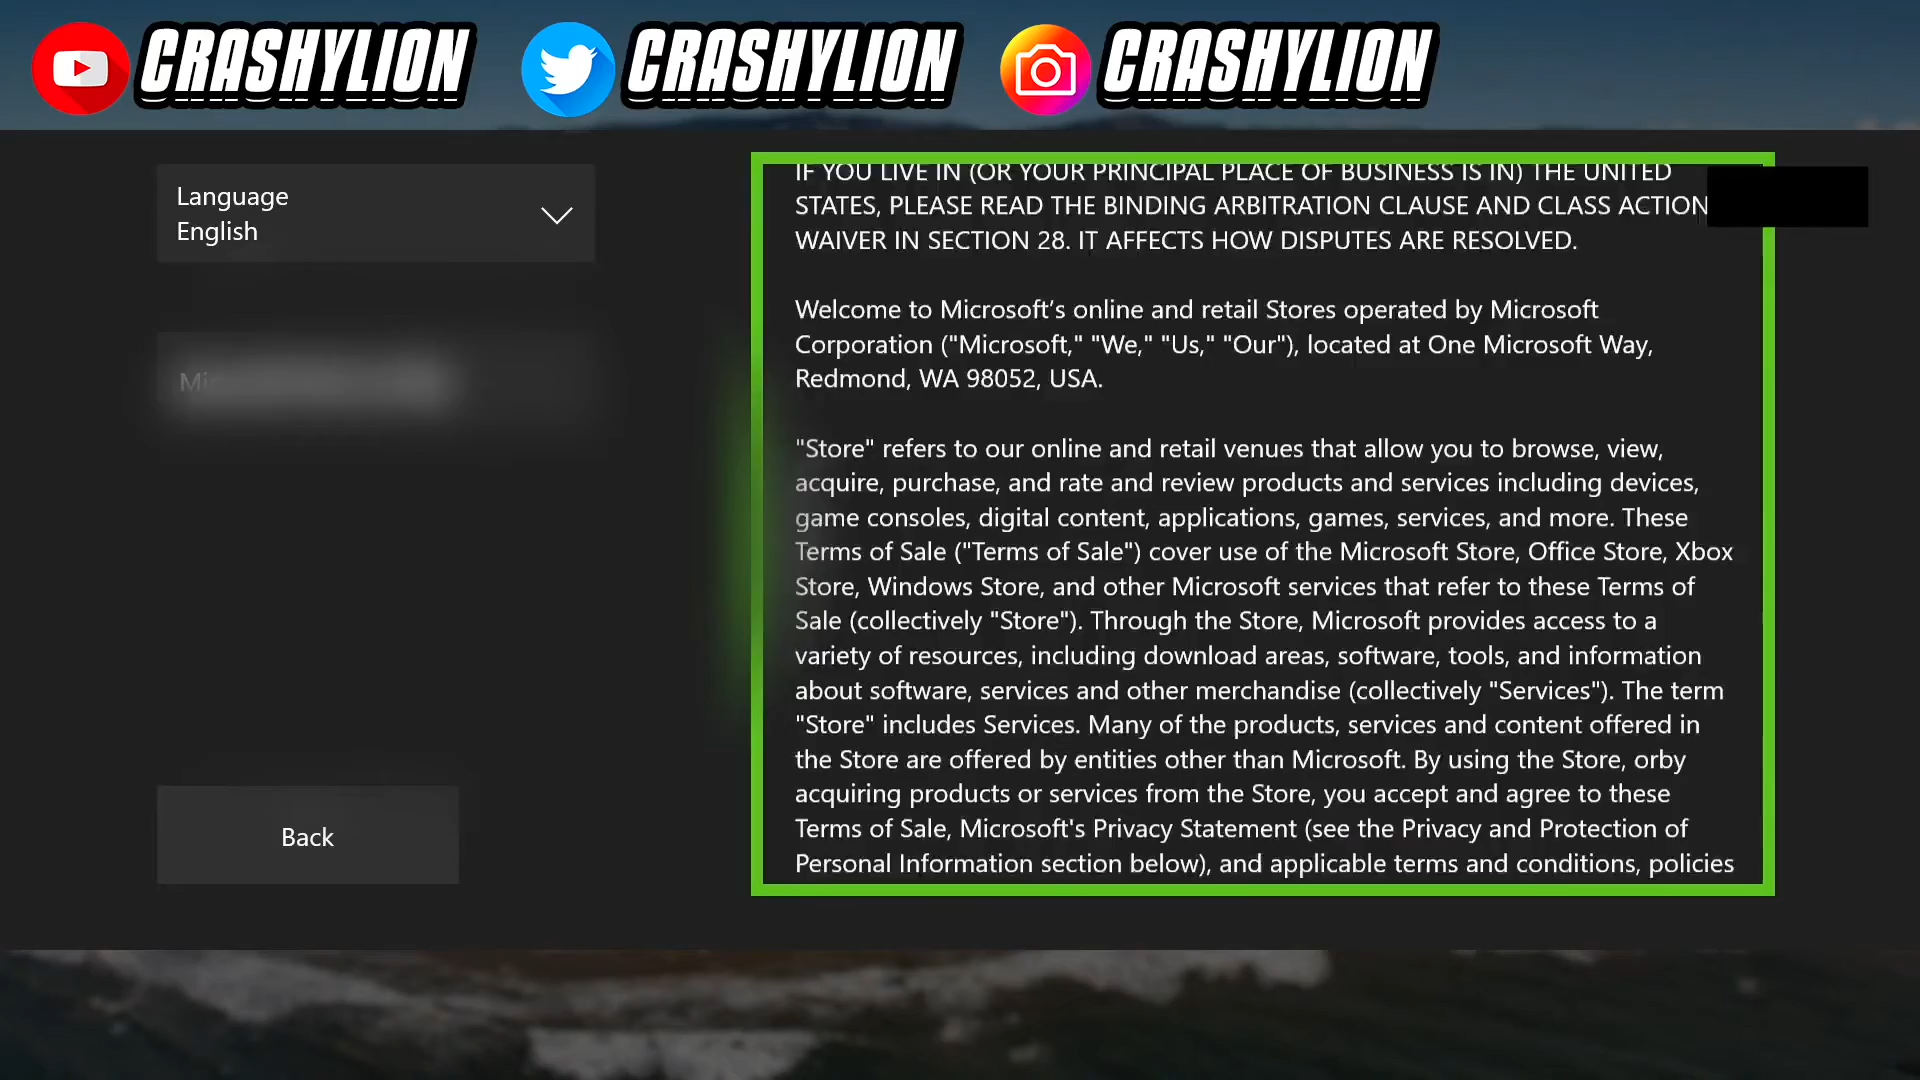 CRASHYLION
CRASHYLION
CRASHYLION
Language
English
Back
IF YOU LIVE IN (OR YOUR PRINCIPAL PLACE OF BUSINESS IS IN) THE UNITED
STATES, PLEASE READ THE BINDING ARBITRATION CLAUSE AND CLASS ACTION
WAIVER IN SECTION 28. IT AFFECTS HOW DISPUTES ARE RESOLVED.
Welcome to Microsoft’s online and retail Stores operated by Microsoft
Corporation ("Microsoft," "We," "Us," "Our"), located at One Microsoft Way,
Redmond, WA 98052, USA.
"Store" refers to our online and retail venues that allow you to browse, view,
acquire, purchase, and rate and review products and services including devices,
game consoles, digital content, applications, games, services, and more. These
Terms of Sale ("Terms of Sale") cover use of the Microsoft Store, Office Store, Xbox
Store, Windows Store, and other Microsoft services that refer to these Terms of
Sale (collectively "Store"). Through the Store, Microsoft provides access to a
variety of resources, including download areas, software, tools, and information
about software, services and other merchandise (collectively "Services"). The term
"Store" includes Services. Many of the products, services and content offered in
the Store are offered by entities other than Microsoft. By using the Store, orby
acquiring products or services from the Store, you accept and agree to these
Terms of Sale, Microsoft's Privacy Statement (see the Privacy and Protection of
Personal Information section below), and applicable terms and conditions, policies